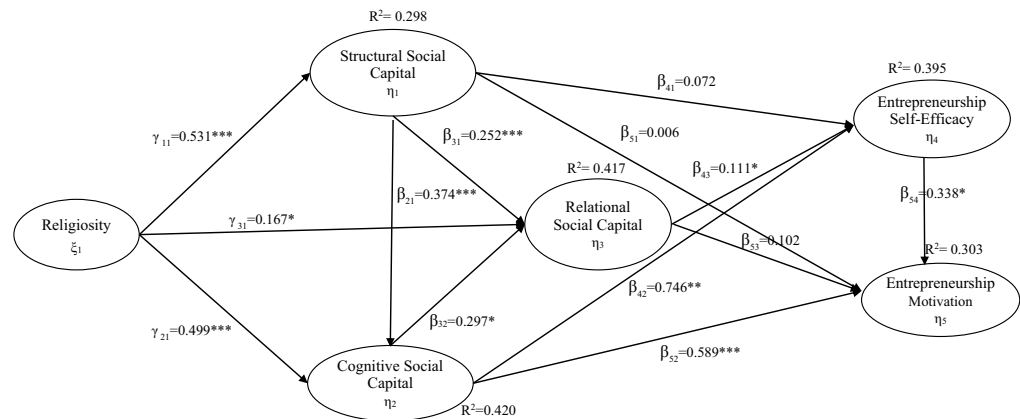 R²= 0.298
Structural Social
Capital
η₁
R²= 0.395
Entrepreneurship
Self-Efficacy
η₄
β₄₁=0.072
γ₁₁=0.531***
β₃₁=0.252***
β₅₁=0.006
R²= 0.417
β₄₃=0.111*
β₂₁=0.374***
β₅₄=0.338*
Religiosity
ξ₁
γ₃₁=0.167*
Relational
Social Capital
η₃
β₅₃=0.102
R²= 0.303
Entrepreneurship
Motivation
η₅
β₄₂=0.746**
γ₂₁=0.499***
β₃₂=0.297*
β₅₂=0.589***
Cognitive Social
Capital
η₂
R²=0.420